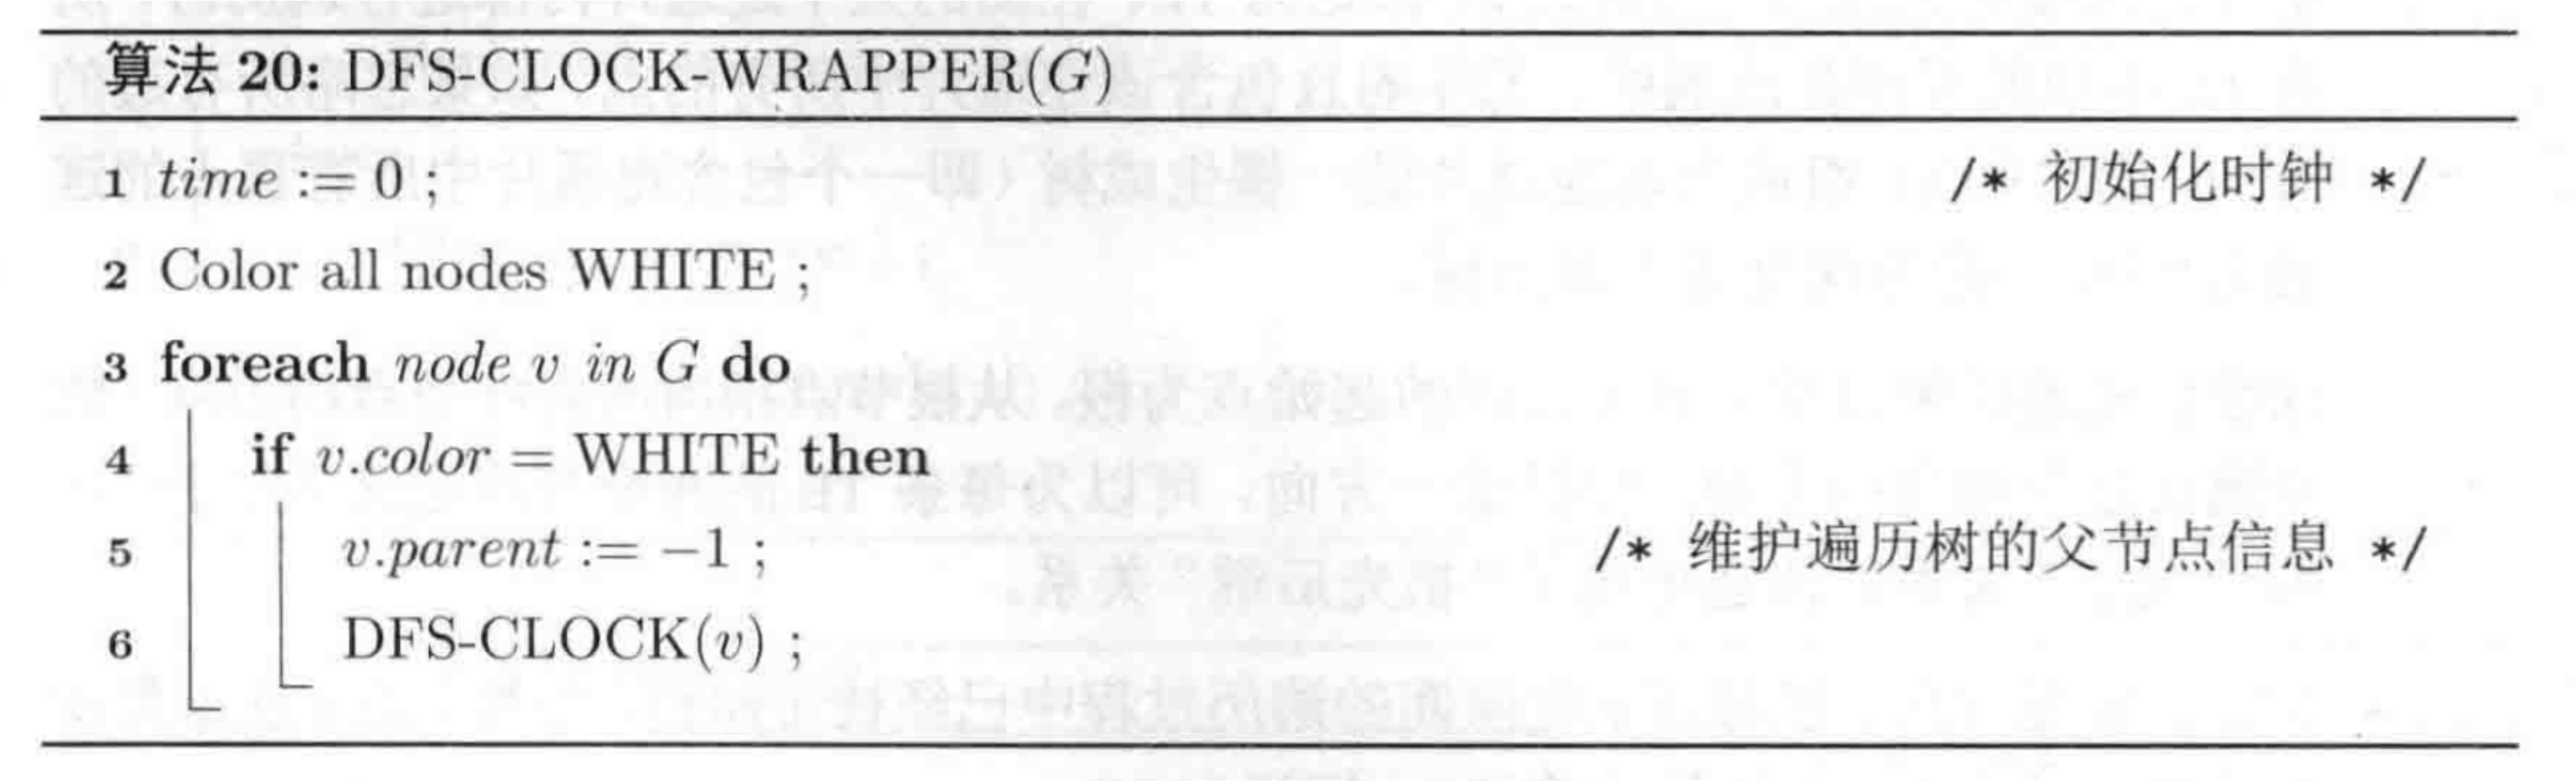 算法 20: DFS-CLOCK-WRAPPER(G)
1 time := 0 ; /* 初始化时钟 */
2 Color all nodes WHITE ;
3 foreach node v in G do
4 if v.color = WHITE then
5 v.parent := −1 ; /* 维护遍历树的父节点信息 */
6 DFS-CLOCK(v) ;